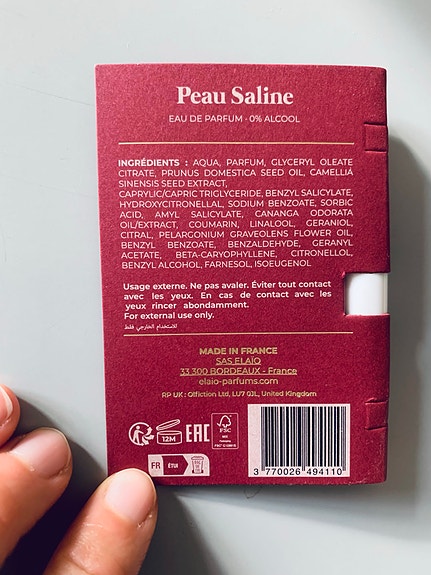 Peau Saline
EAU DE PARFUM · 0% ALCOOL
INGRÉDIENTS : AQUA, PARFUM, GLYCERYL OLEATE
CITRATE, PRUNUS DOMESTICA SEED OIL, CAMELLIA
SINENSIS SEED EXTRACT,
CAPRYLIC/CAPRIC TRIGLYCERIDE, BENZYL SALICYLATE,
HYDROXYCITRONELLAL, SODIUM BENZOATE, SORBIC
ACID, AMYL SALICYLATE, CANANGA ODORATA
OIL/EXTRACT, COUMARIN, LINALOOL, GERANIOL,
CITRAL, PELARGONIUM GRAVEOLENS FLOWER OIL,
BENZYL BENZOATE, BENZALDEHYDE, GERANYL
ACETATE, BETA-CARYOPHYLLENE, CITRONELLOL,
BENZYL ALCOHOL, FARNESOL, ISOEUGENOL
Usage externe. Ne pas avaler. Éviter tout contact
avec les yeux. En cas de contact avec les
yeux rincer abondamment.
For external use only.
للاستخدام الخارجي فقط
MADE IN FRANCE
SAS ELAÏO
33 300 BORDEAUX - France
elaio-parfums.com
RP UK : Olfiction Ltd, LU7 0JL, United Kingdom
12M
EAC
FSC
FR
ÉTUI
3 770026 494110